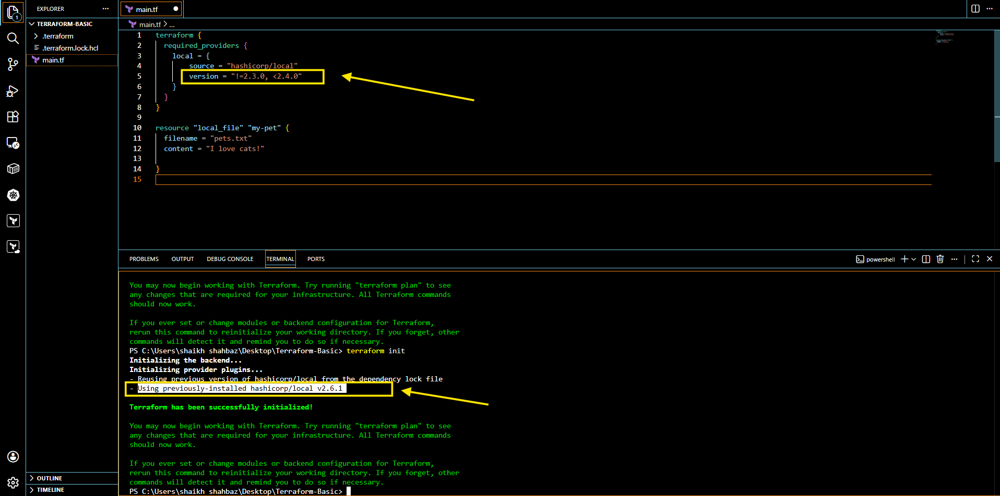 EXPLORER
main.tf
1
TERRAFORM-BASIC
.terraform
.terraform.lock.hcl
main.tf
main.tf > ...
1 terraform {
2 required_providers {
3 local = {
4 source = "hashicorp/local"
5 version = "!=2.3.0, <2.4.0"
6 }
7 }
8 }
9
10 resource "local_file" "my-pet" {
11 filename = "pets.txt"
12 content = "I love cats!"
13
14 }
15
PROBLEMS OUTPUT DEBUG CONSOLE TERMINAL PORTS
powershell
You may now begin working with Terraform. Try running "terraform plan" to see
any changes that are required for your infrastructure. All Terraform commands
should now work.
If you ever set or change modules or backend configuration for Terraform,
rerun this command to reinitialize your working directory. If you forget, other
commands will detect it and remind you to do so if necessary.
PS C:\Users\shaikh shahbaz\Desktop\Terraform-Basic> terraform init
Initializing the backend...
Initializing provider plugins...
- Reusing previous version of hashicorp/local from the dependency lock file
- Using previously-installed hashicorp/local v2.6.1
Terraform has been successfully initialized!
You may now begin working with Terraform. Try running "terraform plan" to see
any changes that are required for your infrastructure. All Terraform commands
should now work.
If you ever set or change modules or backend configuration for Terraform,
rerun this command to reinitialize your working directory. If you forget, other
commands will detect it and remind you to do so if necessary.
PS C:\Users\shaikh shahbaz\Desktop\Terraform-Basic>
OUTLINE
TIMELINE